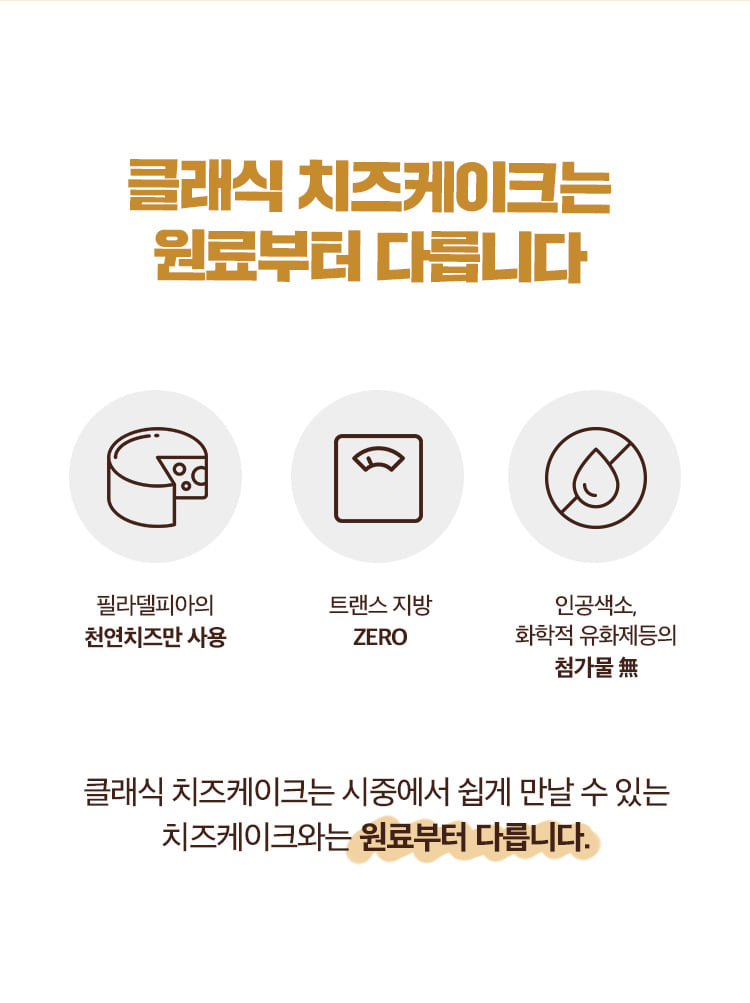 클래식 치즈케이크는
원료부터 다릅니다
필라델피아의
천연치즈만 사용
트랜스 지방
ZERO
인공색소,
화학적 유화제등의
첨가물 無
클래식 치즈케이크는 시중에서 쉽게 만날 수 있는
치즈케이크와는 원료부터 다릅니다.